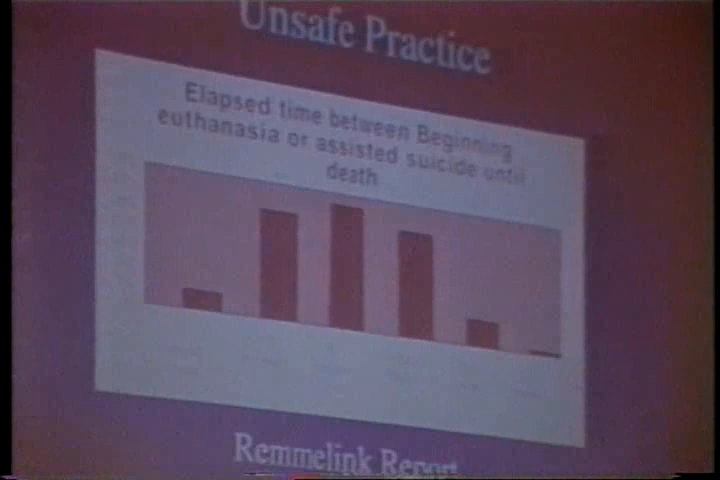 Unsafe Practice
Elapsed time between Beginning
euthanasia or assisted suicide until
death
Remmelink Report